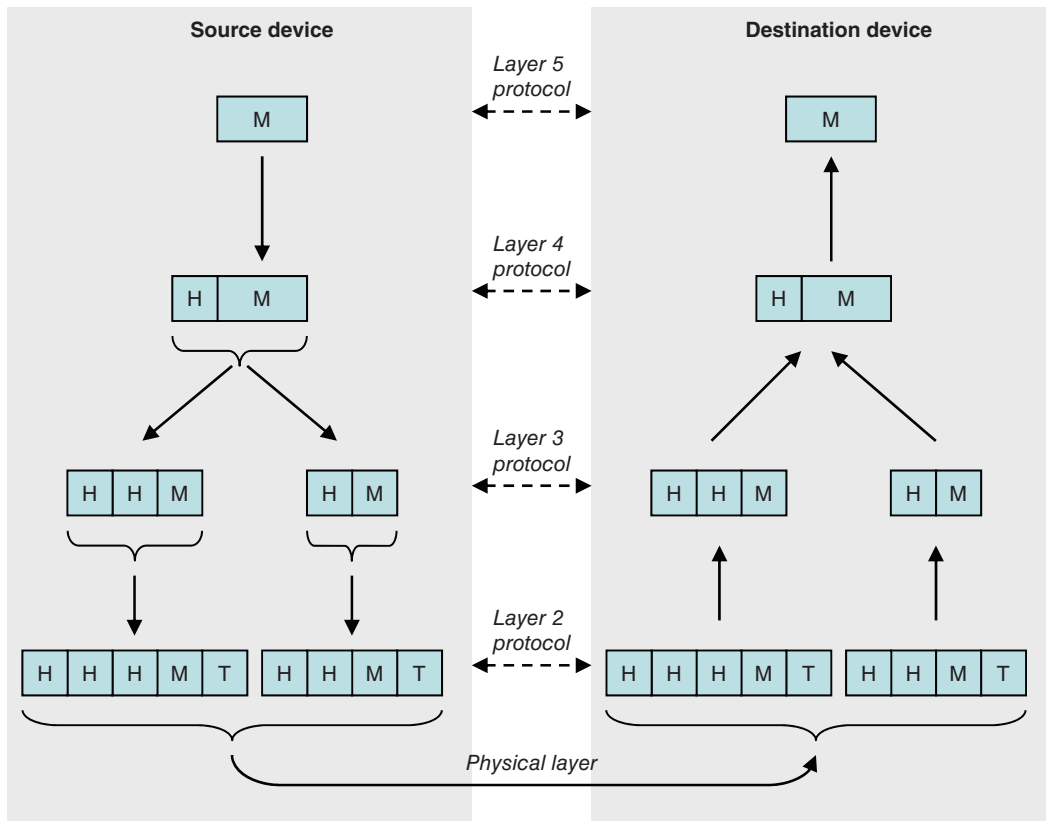 Source device
Destination device
Layer 5
protocol
M
M
Layer 4
protocol
H M
H M
Layer 3
protocol
H H M
H M
H H M
H M
Layer 2
protocol
H H H M T
H H M T
H H H M T
H H M T
Physical layer